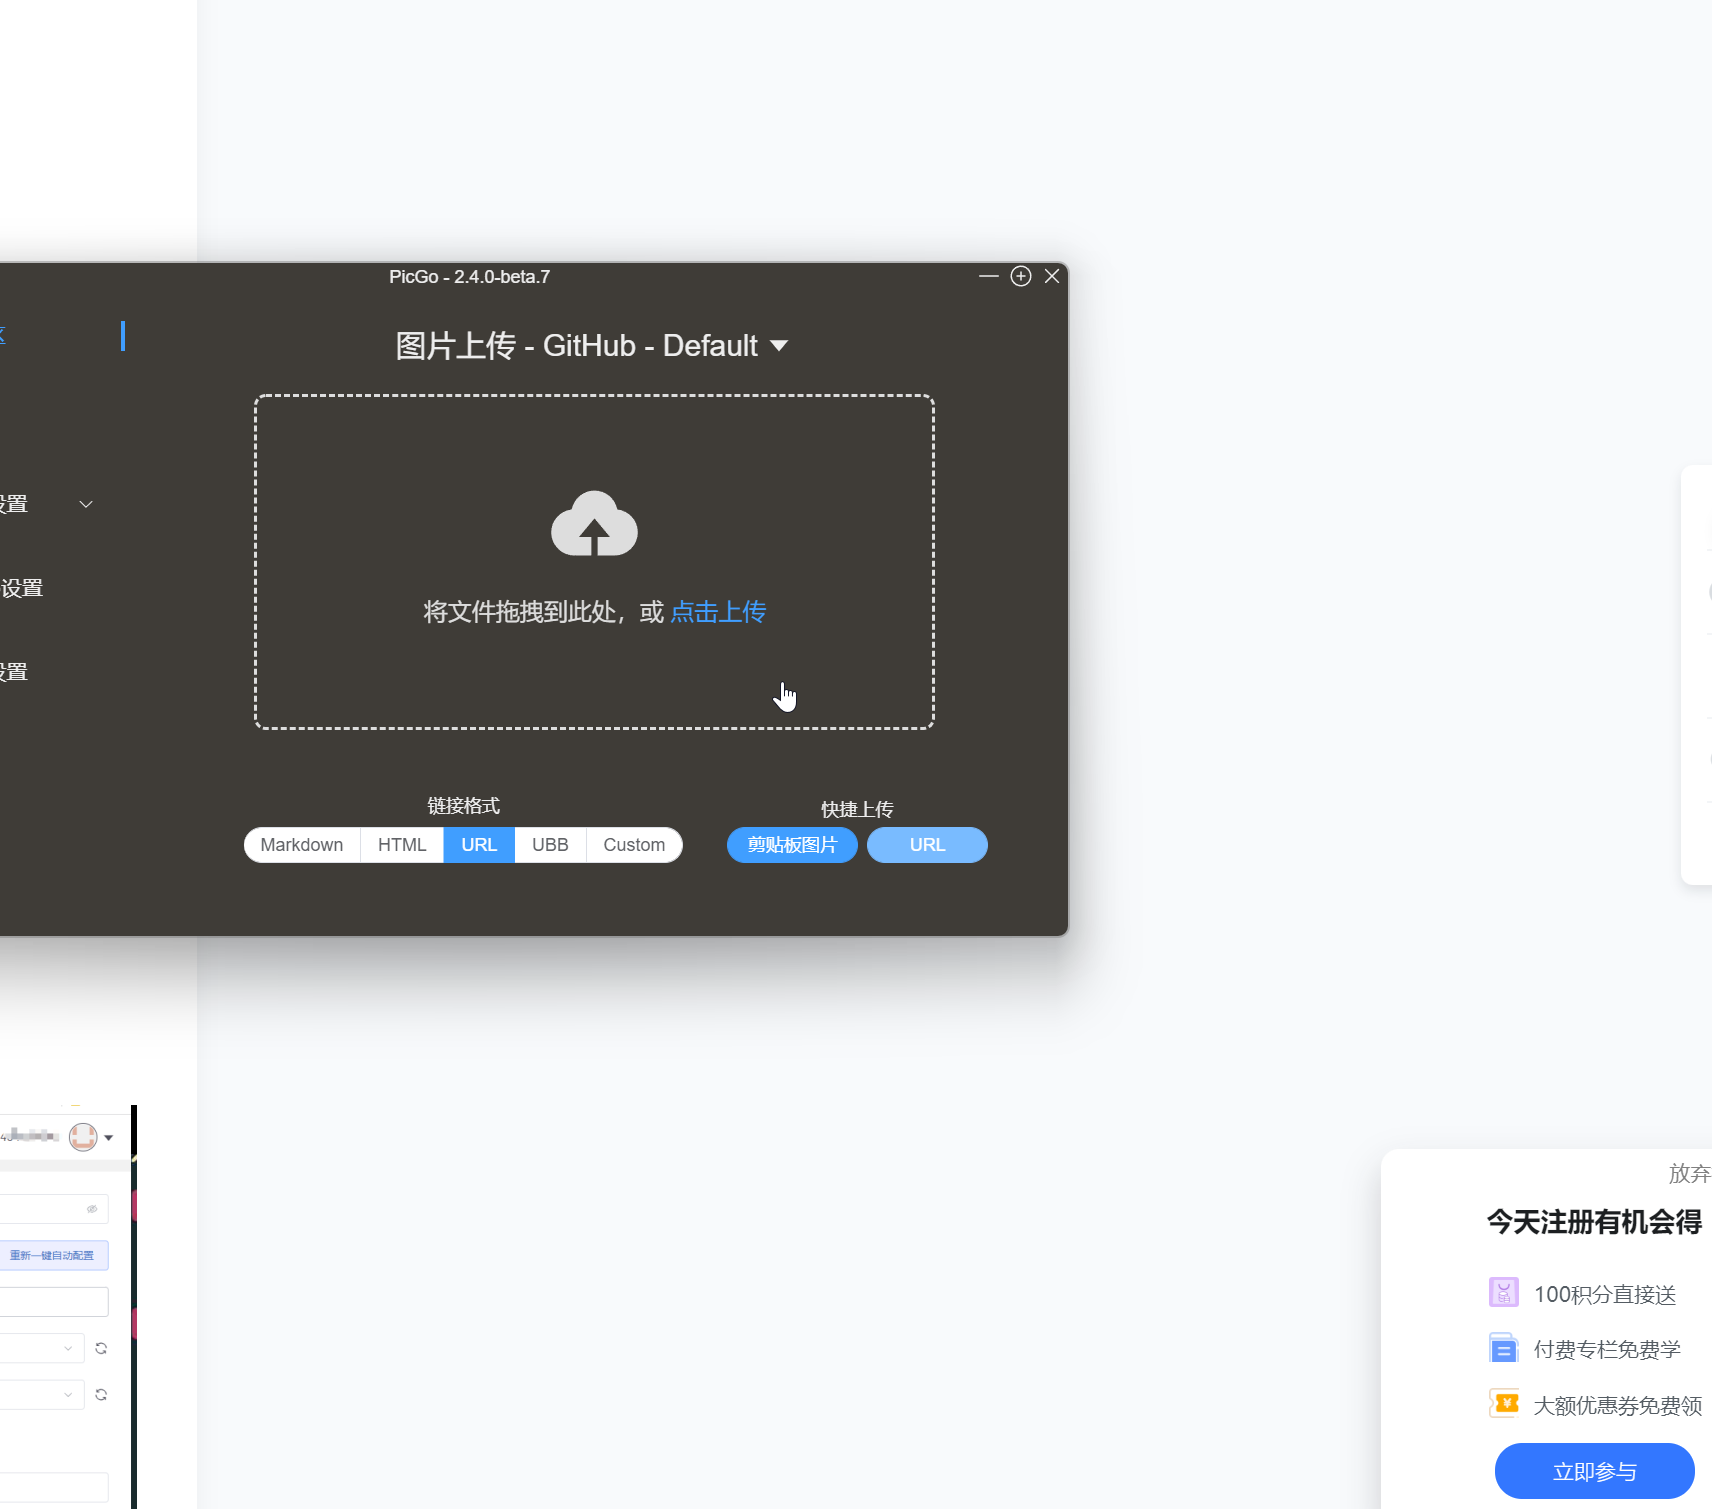 PicGo - 2.4.0-beta.7
图片上传 - GitHub - Default
设置
设置
设置
将文件拖拽到此处，或 点击上传
链接格式
快捷上传
Markdown
HTML
URL
UBB
Custom
剪贴板图片
URL
重新一键自动配置
放弃
今天注册有机会得
100积分直接送
付费专栏免费学
大额优惠券免费领
立即参与